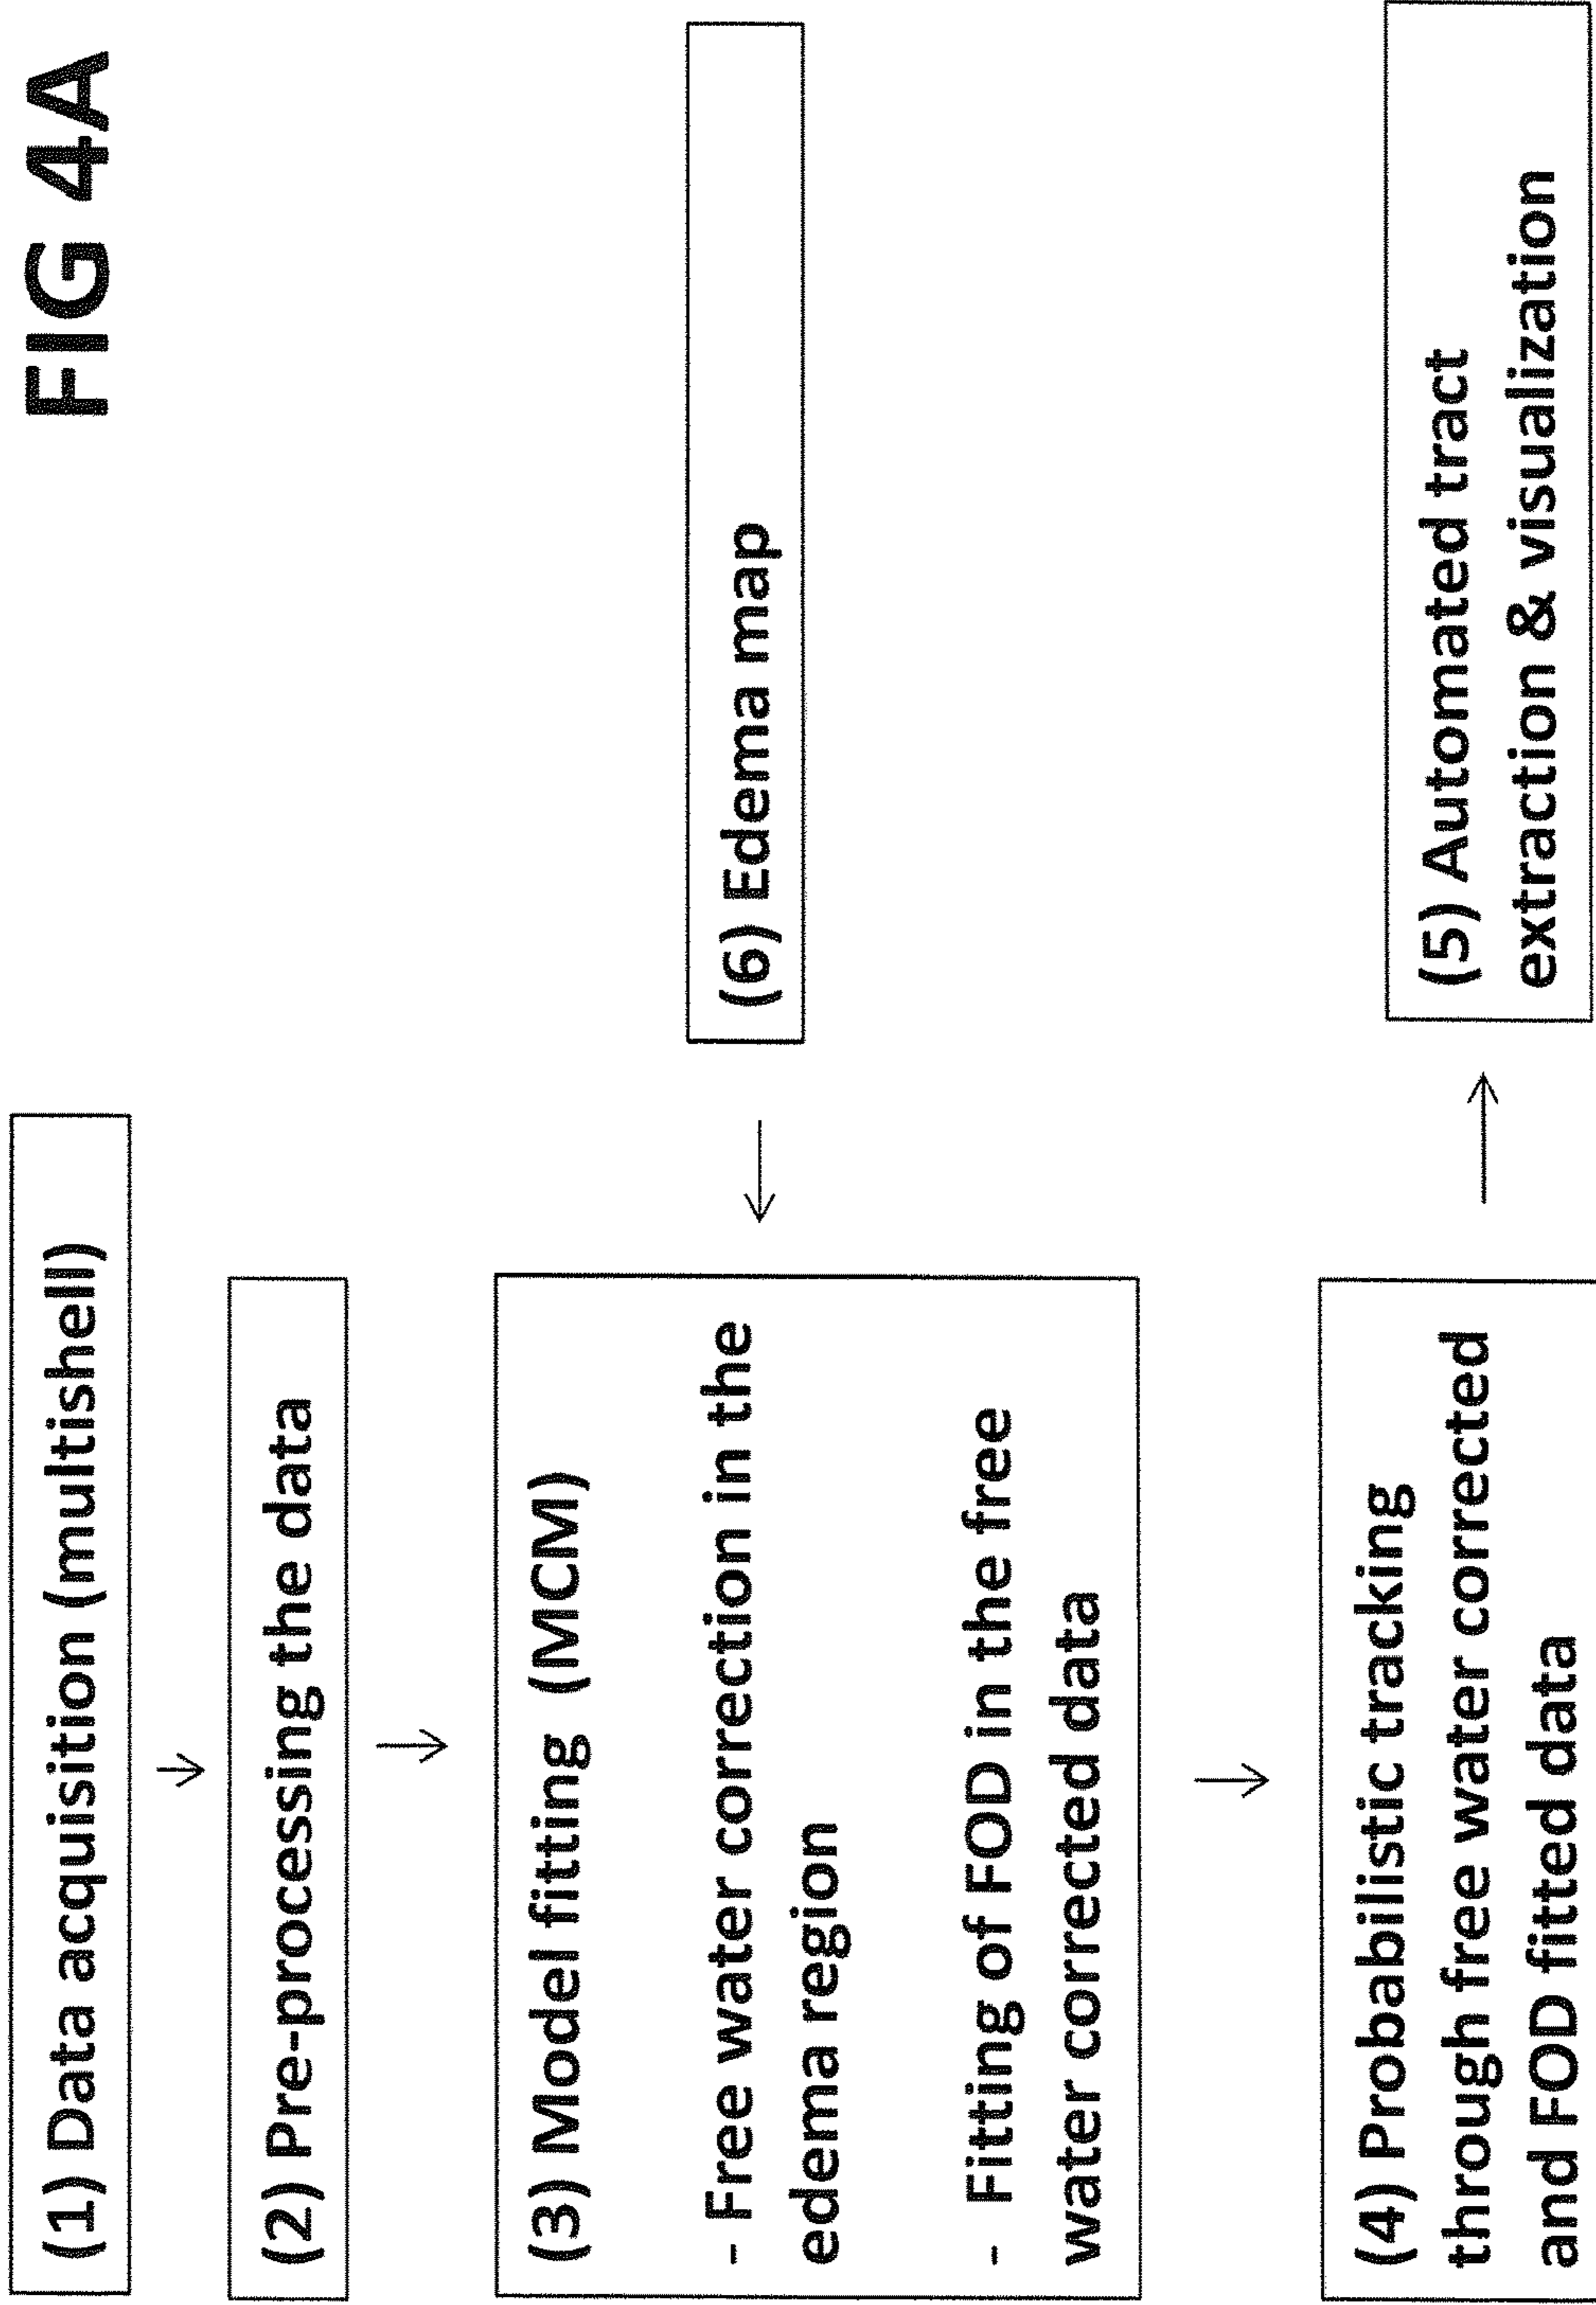 FIG 4A
(1) Data acquisition (multishell)
(2) Pre-processing the data
(3) Model fitting (MCM)
- Free water correction in the
edema region
- Fitting of FOD in the free
water corrected data
(6) Edema map
(4) Probabilistic tracking
through free water corrected
and FOD fitted data
(5) Automated tract
extraction & visualization